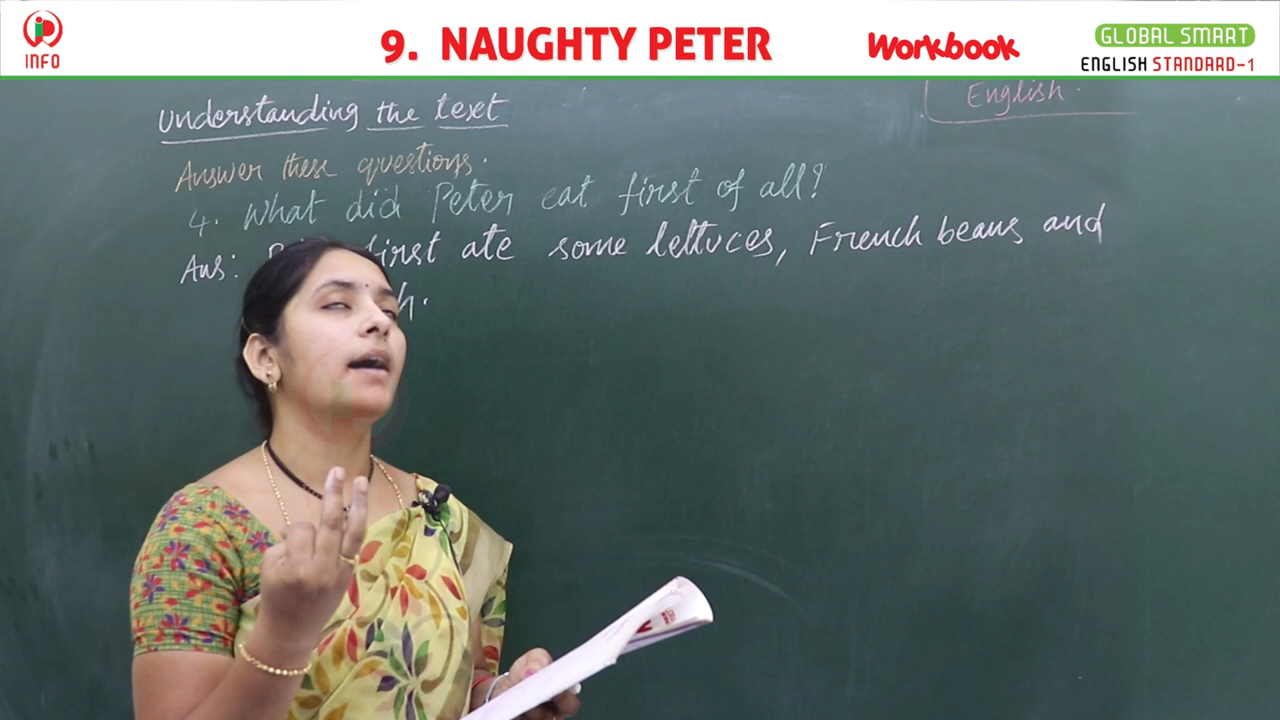 INFO
9. NAUGHTY PETER
Workbook
GLOBAL SMART
ENGLISH STANDARD-1
English.
Understanding the text
Answer these questions.
4. What did Peter eat first of all?
Ans: first ate some lettuces, French beans and